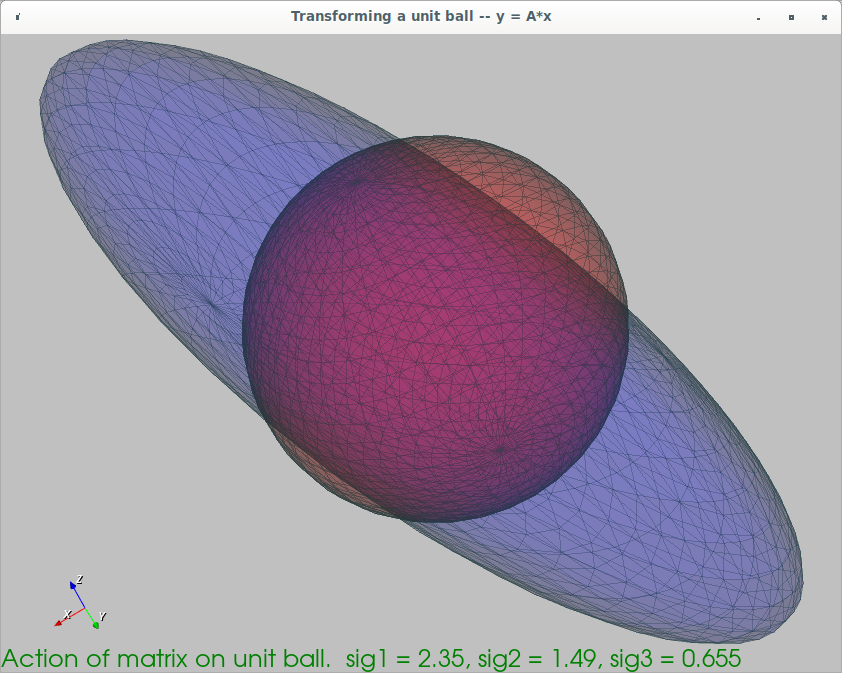 Transforming a unit ball -- y = A*x
Z
X
Y
Action of matrix on unit ball.  sig1 = 2.35, sig2 = 1.49, sig3 = 0.655